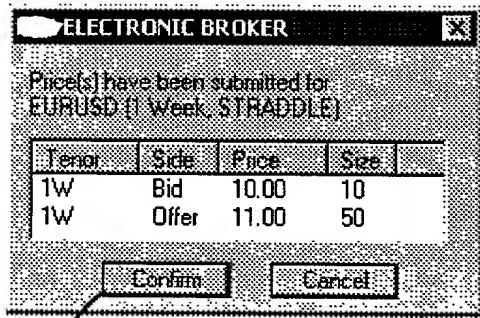 ELECTRONIC BROKER
Price(s) have been submitted for
EURUSD (1 Week, STRADDLE)
Tenor Side Price Size
1W Bid 10.00 10
1W Offer 11.00 50
Confirm Cancel